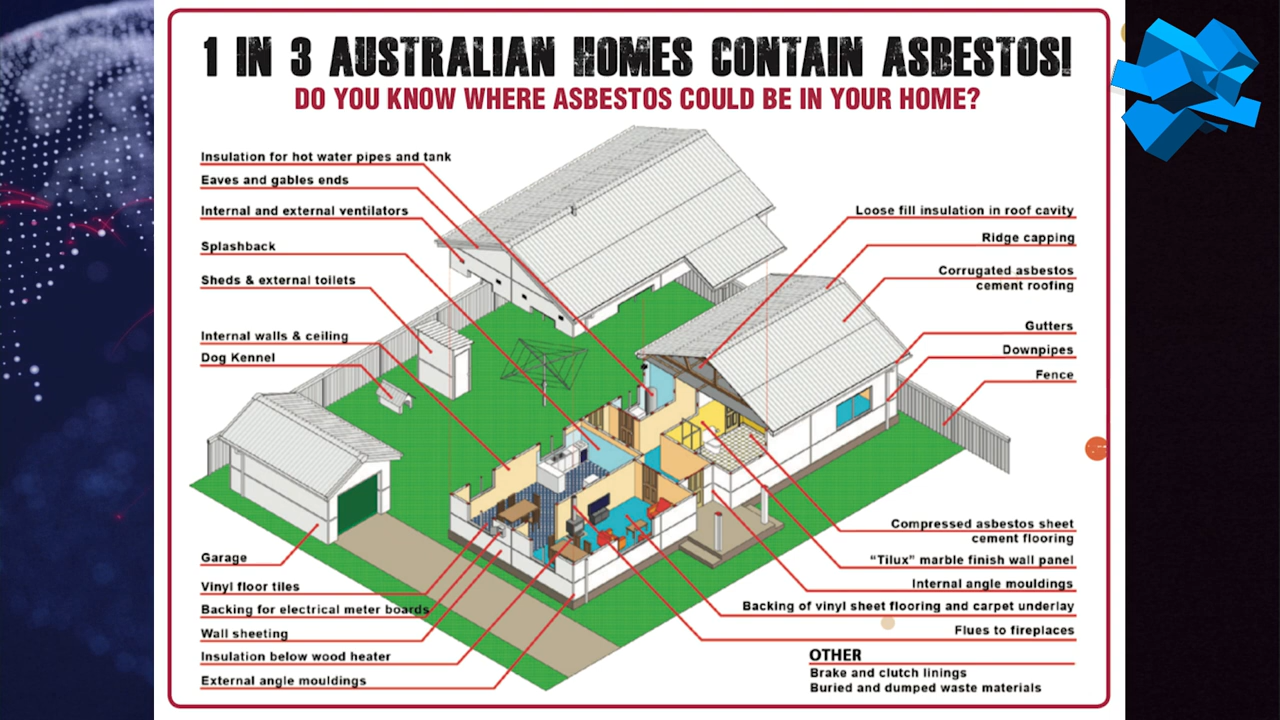 1 IN 3 AUSTRALIAN HOMES CONTAIN ASBESTOS!
DO YOU KNOW WHERE ASBESTOS COULD BE IN YOUR HOME?
Insulation for hot water pipes and tank
Eaves and gables ends
Internal and external ventilators
Splashback
Sheds & external toilets
Internal walls & ceiling
Dog Kennel
Garage
Vinyl floor tiles
Backing for electrical meter boards
Wall sheeting
Insulation below wood heater
External angle mouldings
Loose fill insulation in roof cavity
Ridge capping
Corrugated asbestos
cement roofing
Gutters
Downpipes
Fence
Compressed asbestos sheet
cement flooring
“Tilux” marble finish wall panel
Internal angle mouldings
Backing of vinyl sheet flooring and carpet underlay
Flues to fireplaces
OTHER
Brake and clutch linings
Buried and dumped waste materials